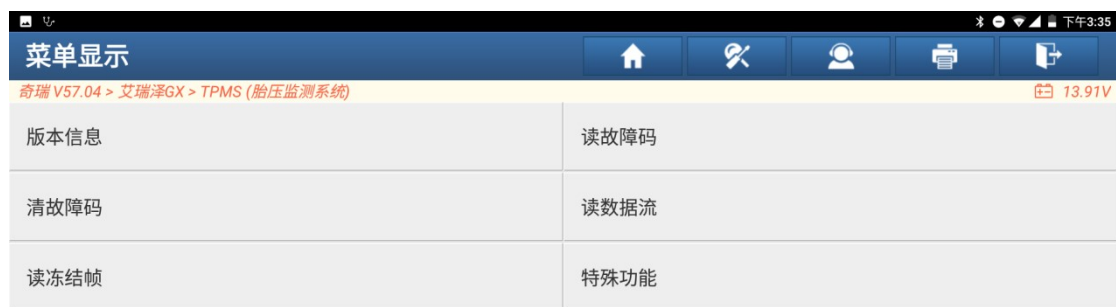 下午3:35
菜单显示
奇瑞 V57.04 > 艾瑞泽GX > TPMS (胎压监测系统) 13.91V
版本信息 读故障码
清故障码 读数据流
读冻结帧 特殊功能